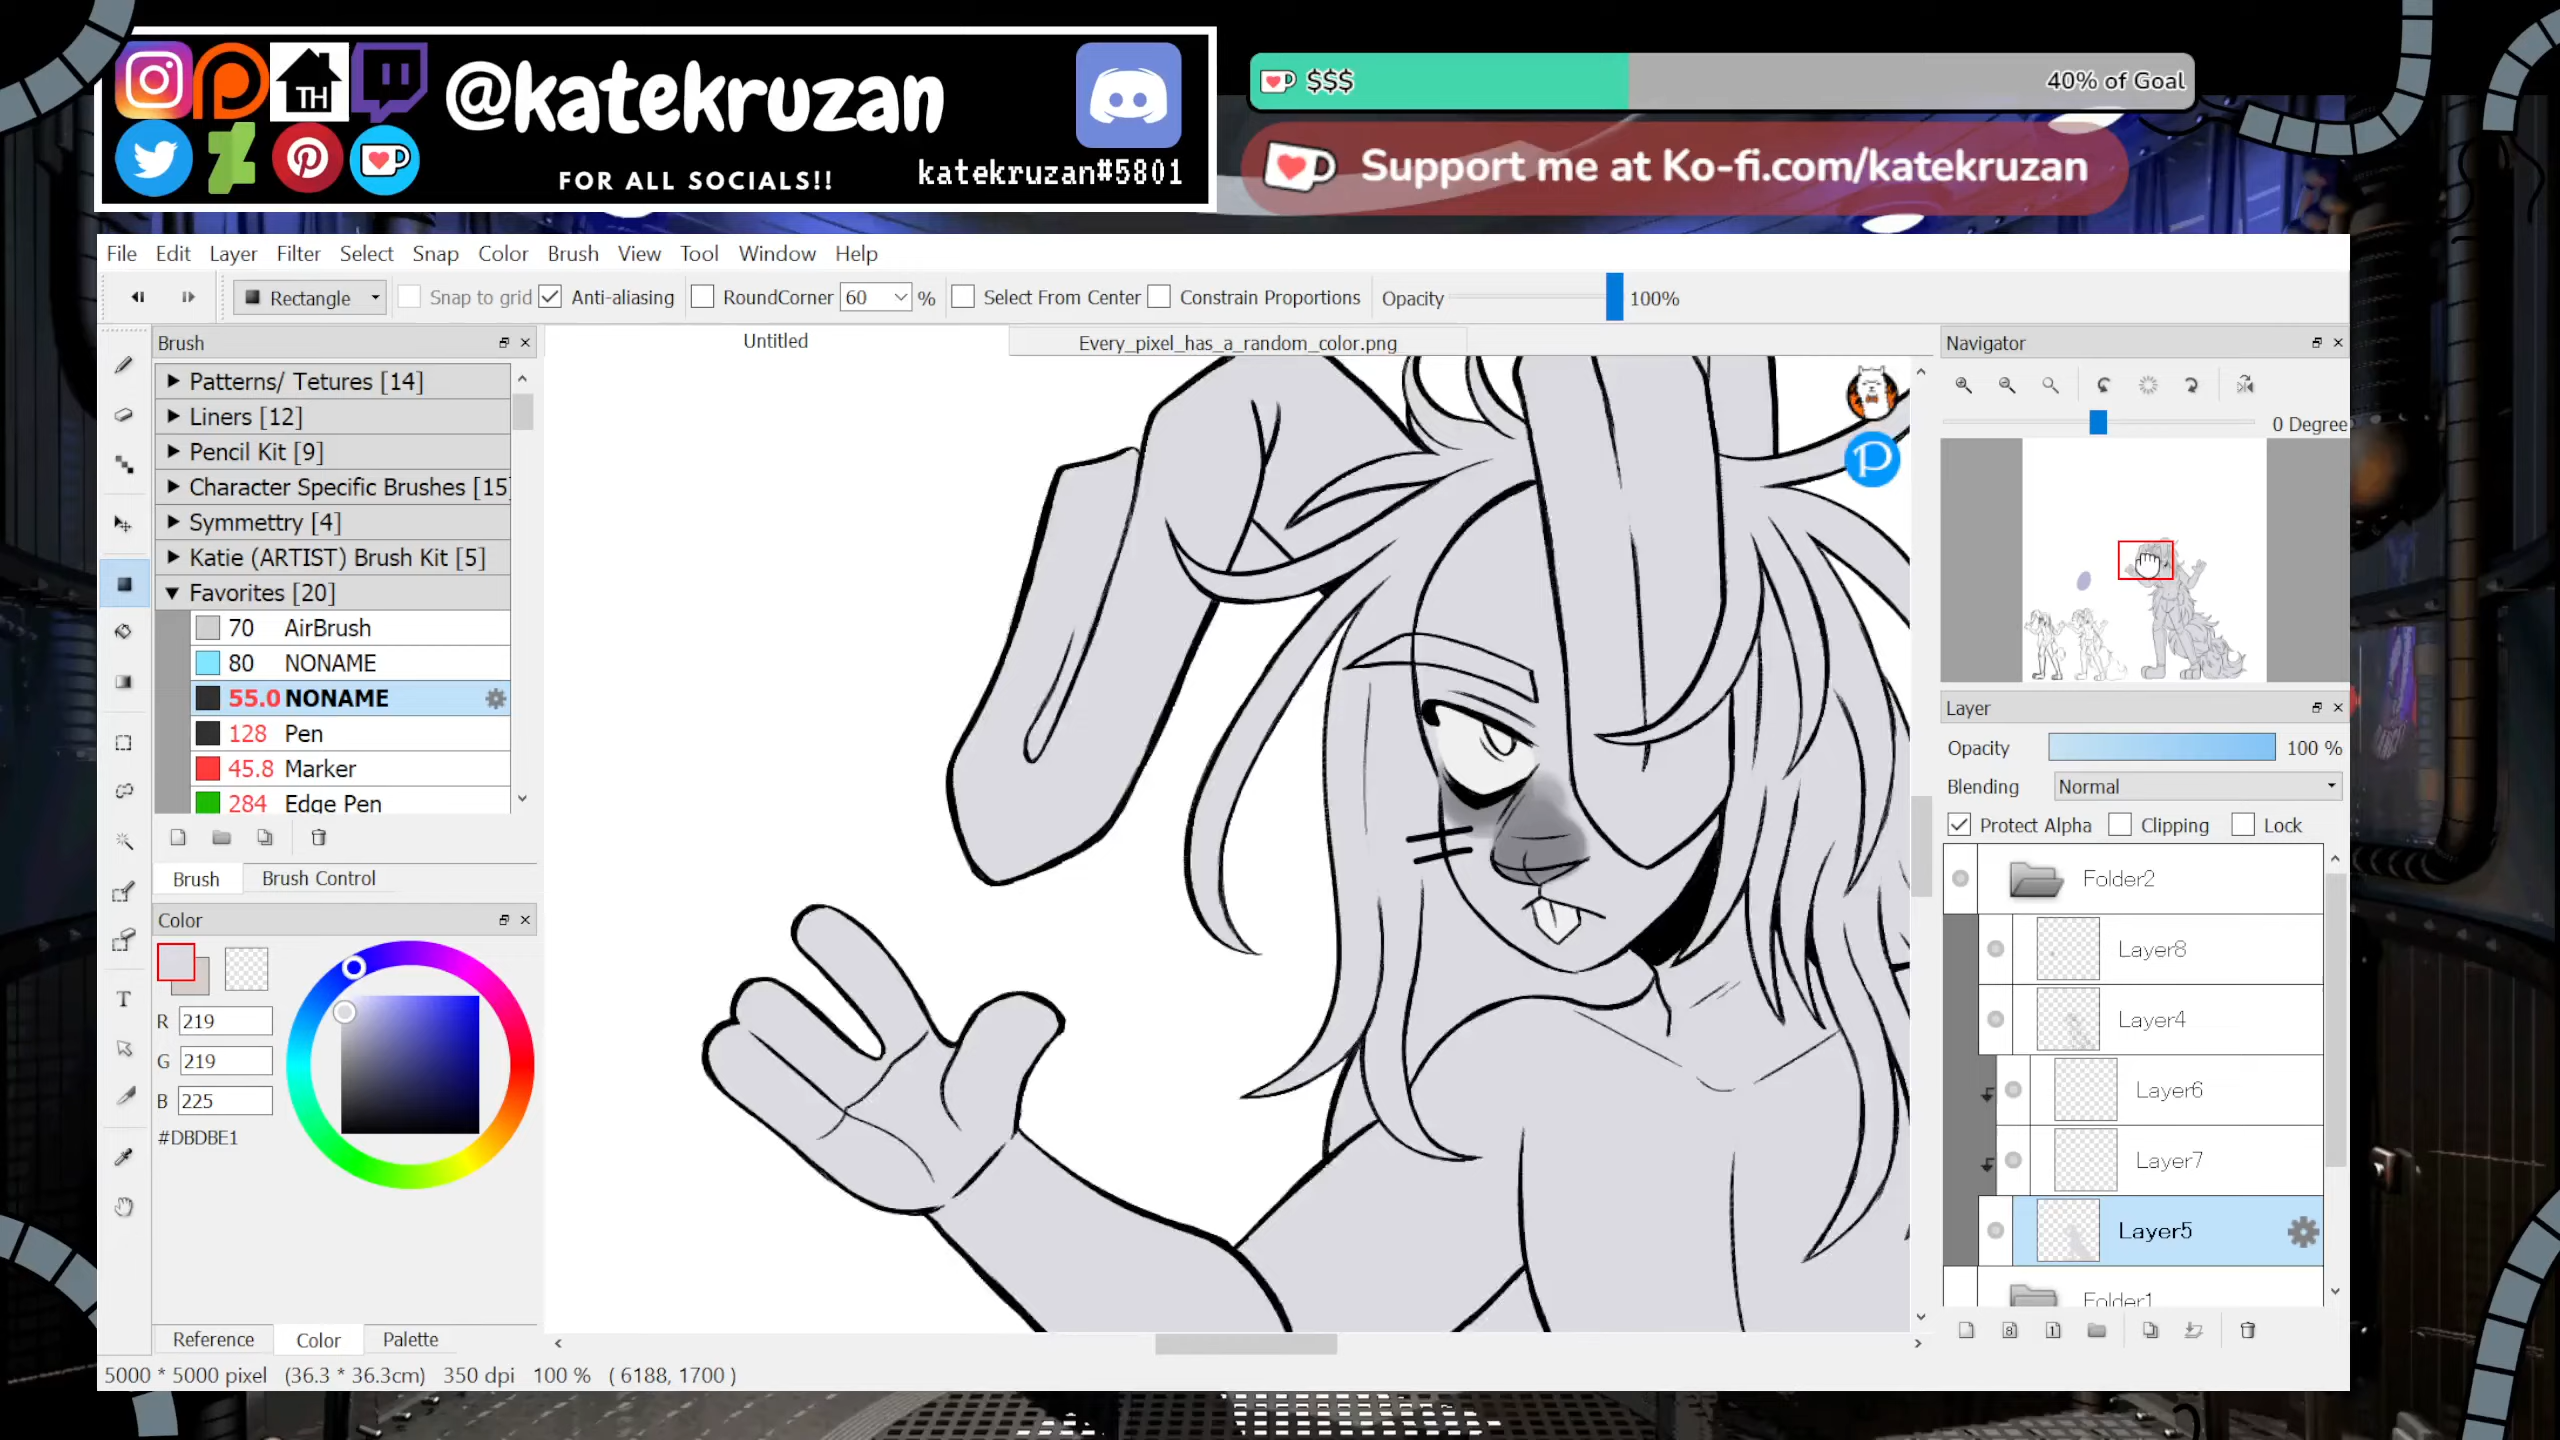 @katekruzan
FOR ALL SOCIALS!!
katekruzan#5801
TH
$$$
40% of Goal
Support me at Ko-fi.com/katekruzan
File Edit Layer Filter Select Snap Color Brush View Tool Window Help
Rectangle Snap to grid Anti-aliasing RoundCorner 60 % Select From Center Constrain Proportions Opacity 100%
Brush
Patterns/ Tetures [14]
Liners [12]
Pencil Kit [9]
Character Specific Brushes [15]
Symmettry [4]
Katie (ARTIST) Brush Kit [5]
Favorites [20]
70 AirBrush
80 NONAME
55.0 NONAME
128 Pen
45.8 Marker
284 Edge Pen
Brush Brush Control
Color
R 219
G 219
B 225
#DBDBE1
Reference Color Palette
5000 * 5000 pixel (36.3 * 36.3cm) 350 dpi 100 % ( 6188, 1700 )
Untitled
Every_pixel_has_a_random_color.png
P
Navigator
0 Degree
Layer
Opacity 100 %
Blending Normal
Protect Alpha Clipping Lock
Folder2
Layer8
Layer4
Layer6
Layer7
Layer5
Folder1
8 1
T